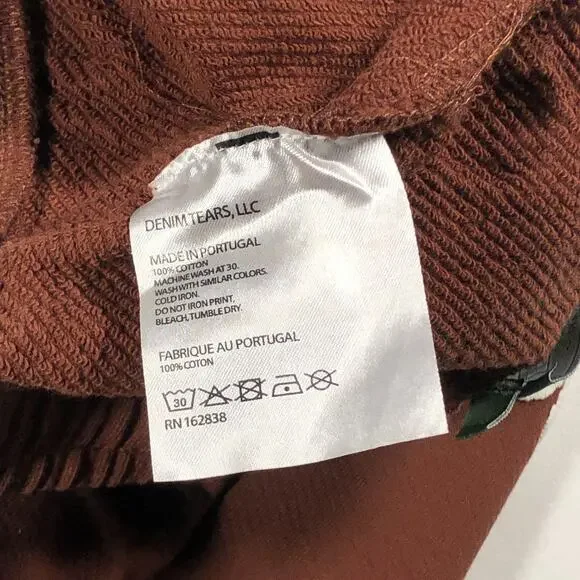 DENIM TEARS, LLC
MADE IN PORTUGAL
100% COTTON
MACHINE WASH AT 30.
WASH WITH SIMILAR COLORS.
COLD IRON.
DO NOT IRON PRINT,
BLEACH, TUMBLE DRY.
FABRIQUE AU PORTUGAL
100% COTON
30
RN 162838